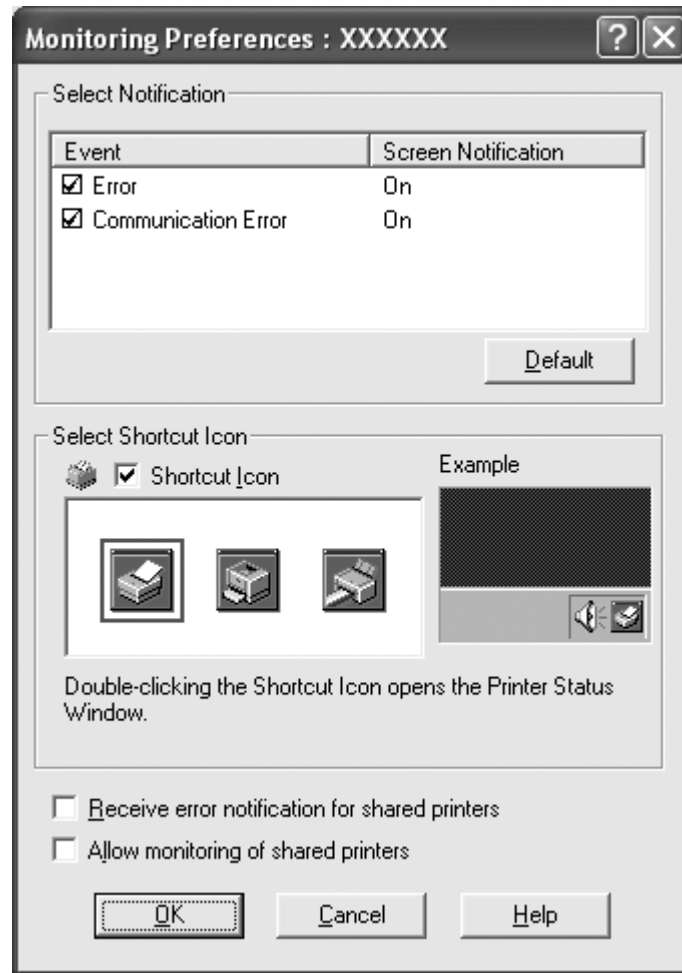 Monitoring Preferences : XXXXXX
Select Notification
Event Screen Notification
Error On
Communication Error On
Default
Select Shortcut Icon
Shortcut Icon Example
Double-clicking the Shortcut Icon opens the Printer Status
Window.
Receive error notification for shared printers
Allow monitoring of shared printers
OK Cancel Help